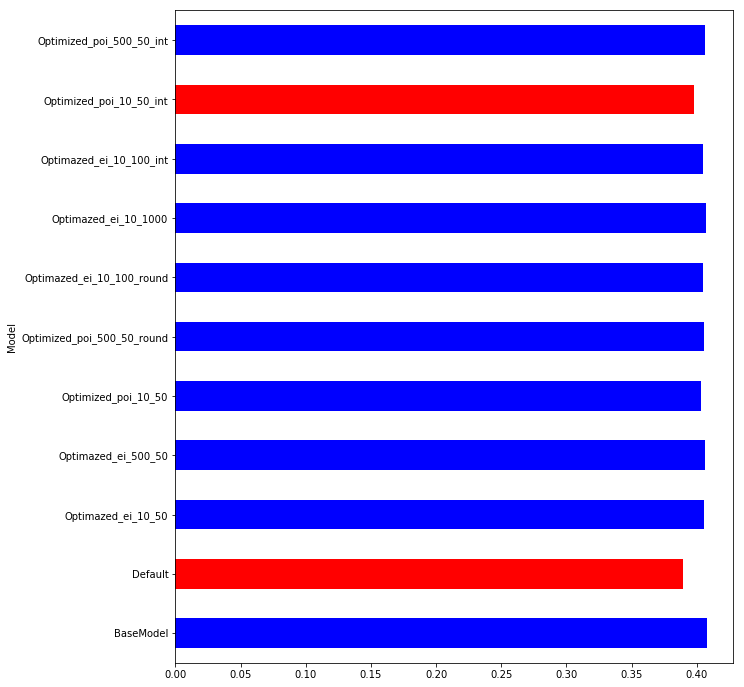 Optimized_poi_500_50_int
Optimized_poi_10_50_int
Optimazed_ei_10_100_int
Optimazed_ei_10_1000
Optimazed_ei_10_100_round
Optimized_poi_500_50_round
Optimized_poi_10_50
Optimazed_ei_500_50
Optimazed_ei_10_50
Default
BaseModel
Model
0.00 0.05 0.10 0.15 0.20 0.25 0.30 0.35 0.40